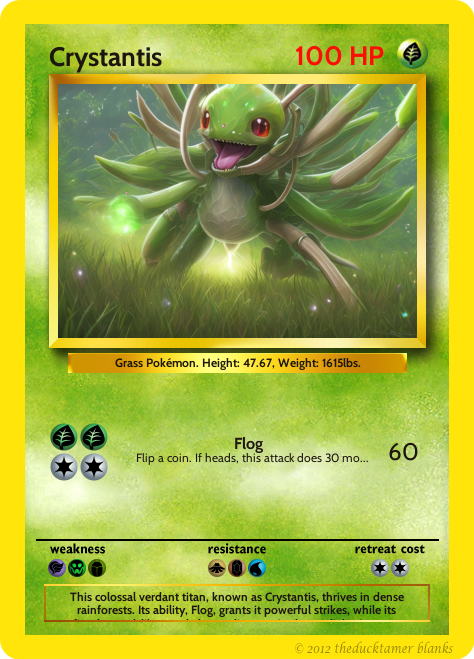 Crystantis
100 HP
Grass Pokémon. Height: 47.67, Weight: 1615lbs.
Flog
Flip a coin. If heads, this attack does 30 mo...
60
weakness
resistance
retreat cost
This colossal verdant titan, known as Crystantis, thrives in dense
rainforests. Its ability, Flog, grants it powerful strikes, while its
© 2012 theducktamer blanks